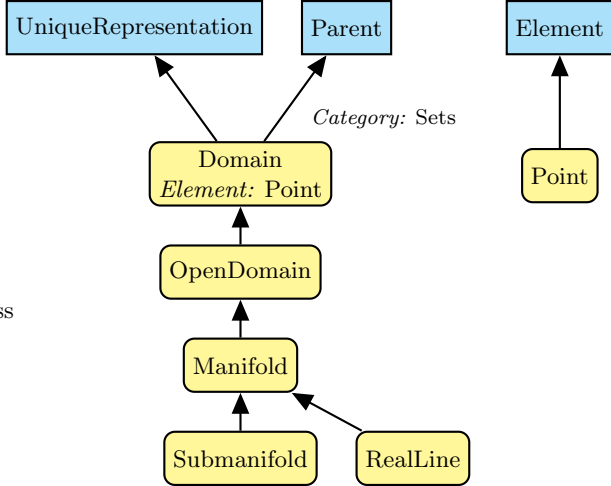 UniqueRepresentation
Parent
Element
Category: Sets
Domain
Element: Point
Point
OpenDomain
ss
Manifold
Submanifold
RealLine